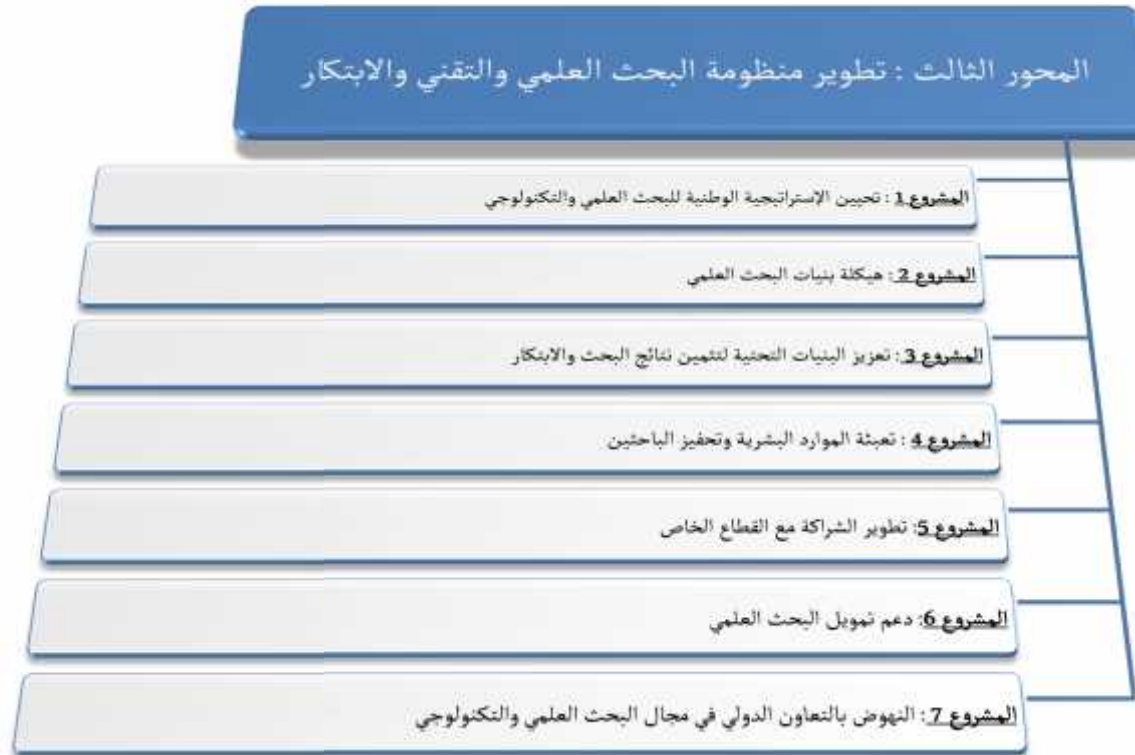 المحور الثالث : تطوير منظومة البحث العلمي والتقني والابتكار
المشروع 1 : تحيين الإستراتيجية الوطنية للبحث العلمي والتكنولوجي
المشروع 2 : هيكلة بنيات البحث العلمي
المشروع 3 : تعزيز البنيات التحتية لتثمين نتائج البحث والابتكار
المشروع 4 : تعبئة الموارد البشرية وتحفيز الباحثين
المشروع 5: تطوير الشراكة مع القطاع الخاص
المشروع 6: دعم تمويل البحث العلمي
المشروع 7 : النهوض بالتعاون الدولي في مجال البحث العلمي والتكنولوجي